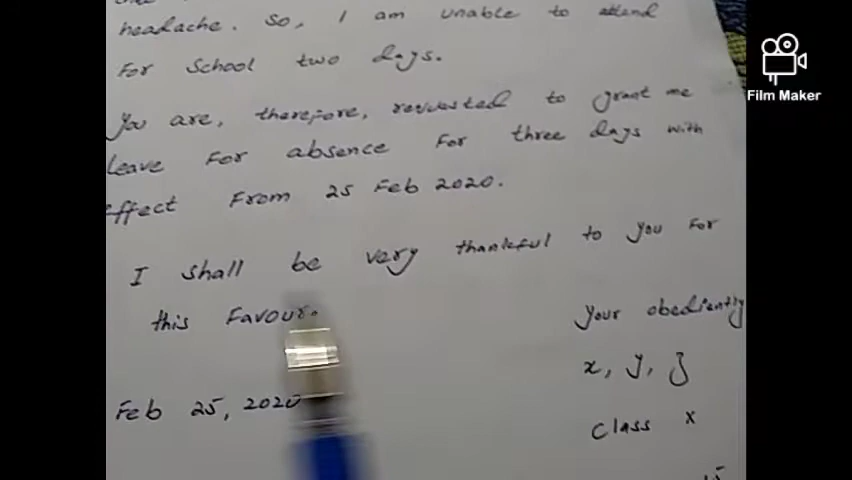 headache. So, I am unable to attend
For School two days.
You are, therefore, requested to grant me
leave For absence For three days with
effect From 25 Feb 2020.
I shall be very thankful to you For
this Favour.
your obediently
x, y, z
Feb 25, 2020
class x
Film Maker